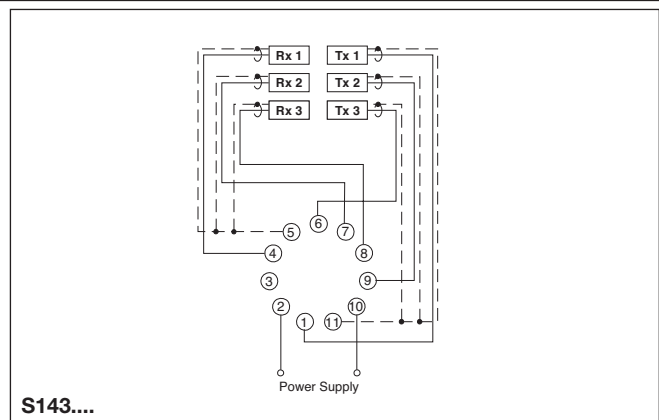 Rx 1 Tx 1
Rx 2 Tx 2
Rx 3 Tx 3
6
5 7
4 8
3 9
2 10
1 11
Power Supply
S143....